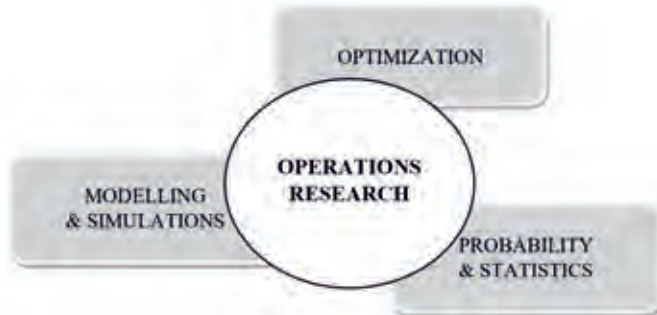 OPTIMIZATION
OPERATIONS
RESEARCH
MODELLING
& SIMULATIONS
PROBABILITY
& STATISTICS